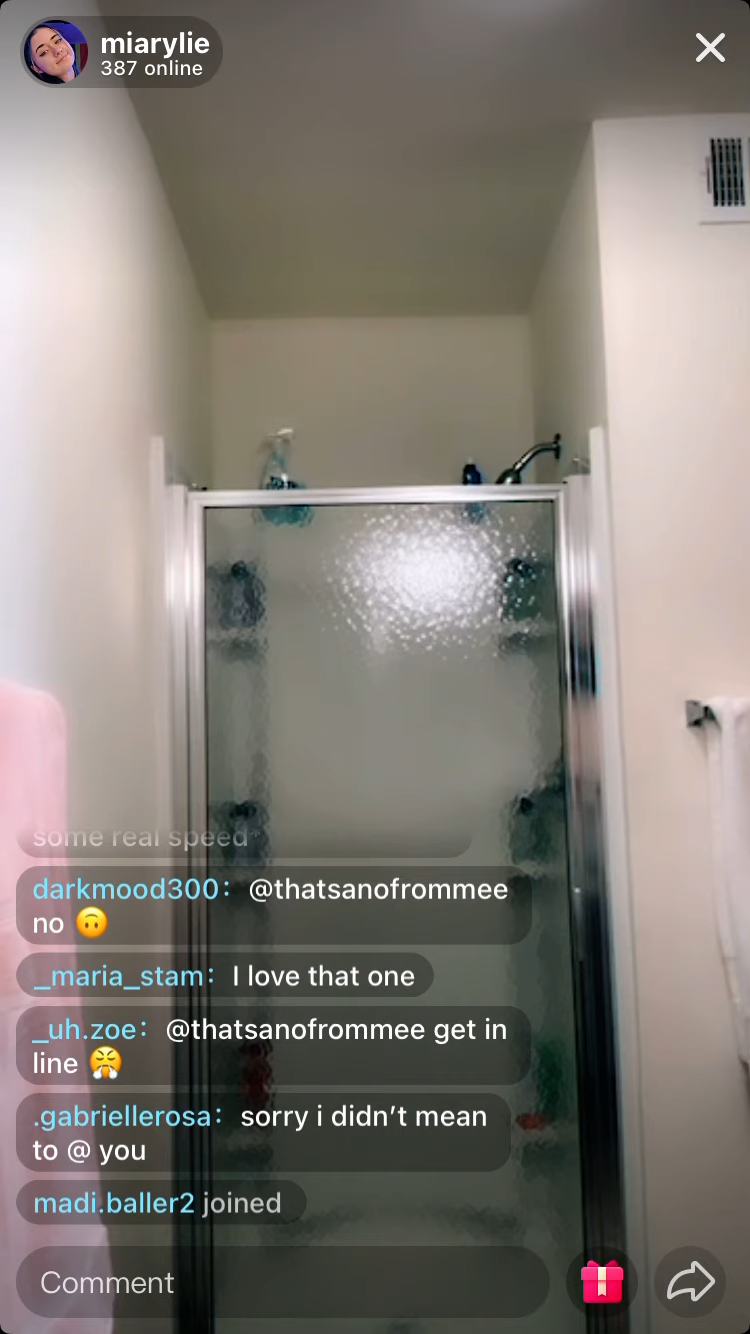 miarylie
387 online
some real speed
darkmood300: @thatsanofrommee
no 🙃
_maria_stam: I love that one
_uh.zoe: @thatsanofrommee get in
line 😤
.gabriellerosa: sorry i didn’t mean
to @ you
madi.baller2 joined
Comment